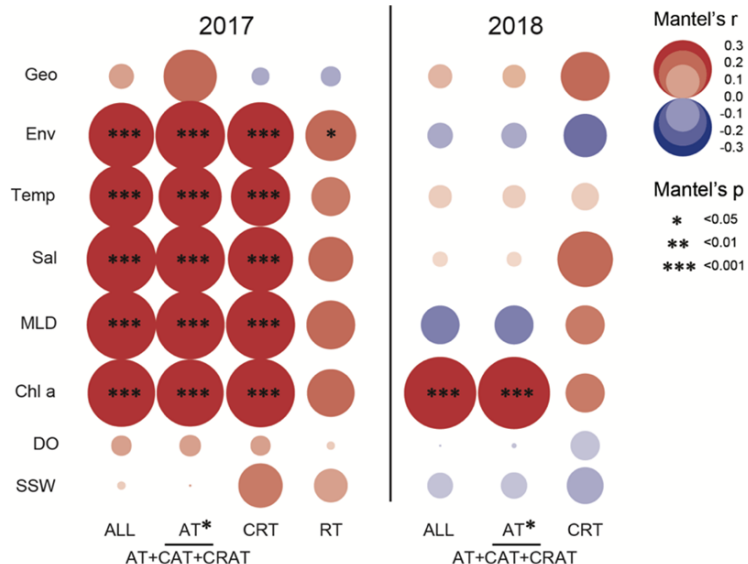 2017
2018
Mantel's r
0.3
0.2
0.1
0.0
-0.1
-0.2
-0.3
Mantel's p
* <0.05
** <0.01
*** <0.001
Geo
Env *** *** *** *
Temp *** *** ***
Sal *** *** ***
MLD *** *** ***
Chl a *** *** *** *** ***
DO
SSW
ALL AT* CRT RT ALL AT* CRT
AT+CAT+CRAT AT+CAT+CRAT